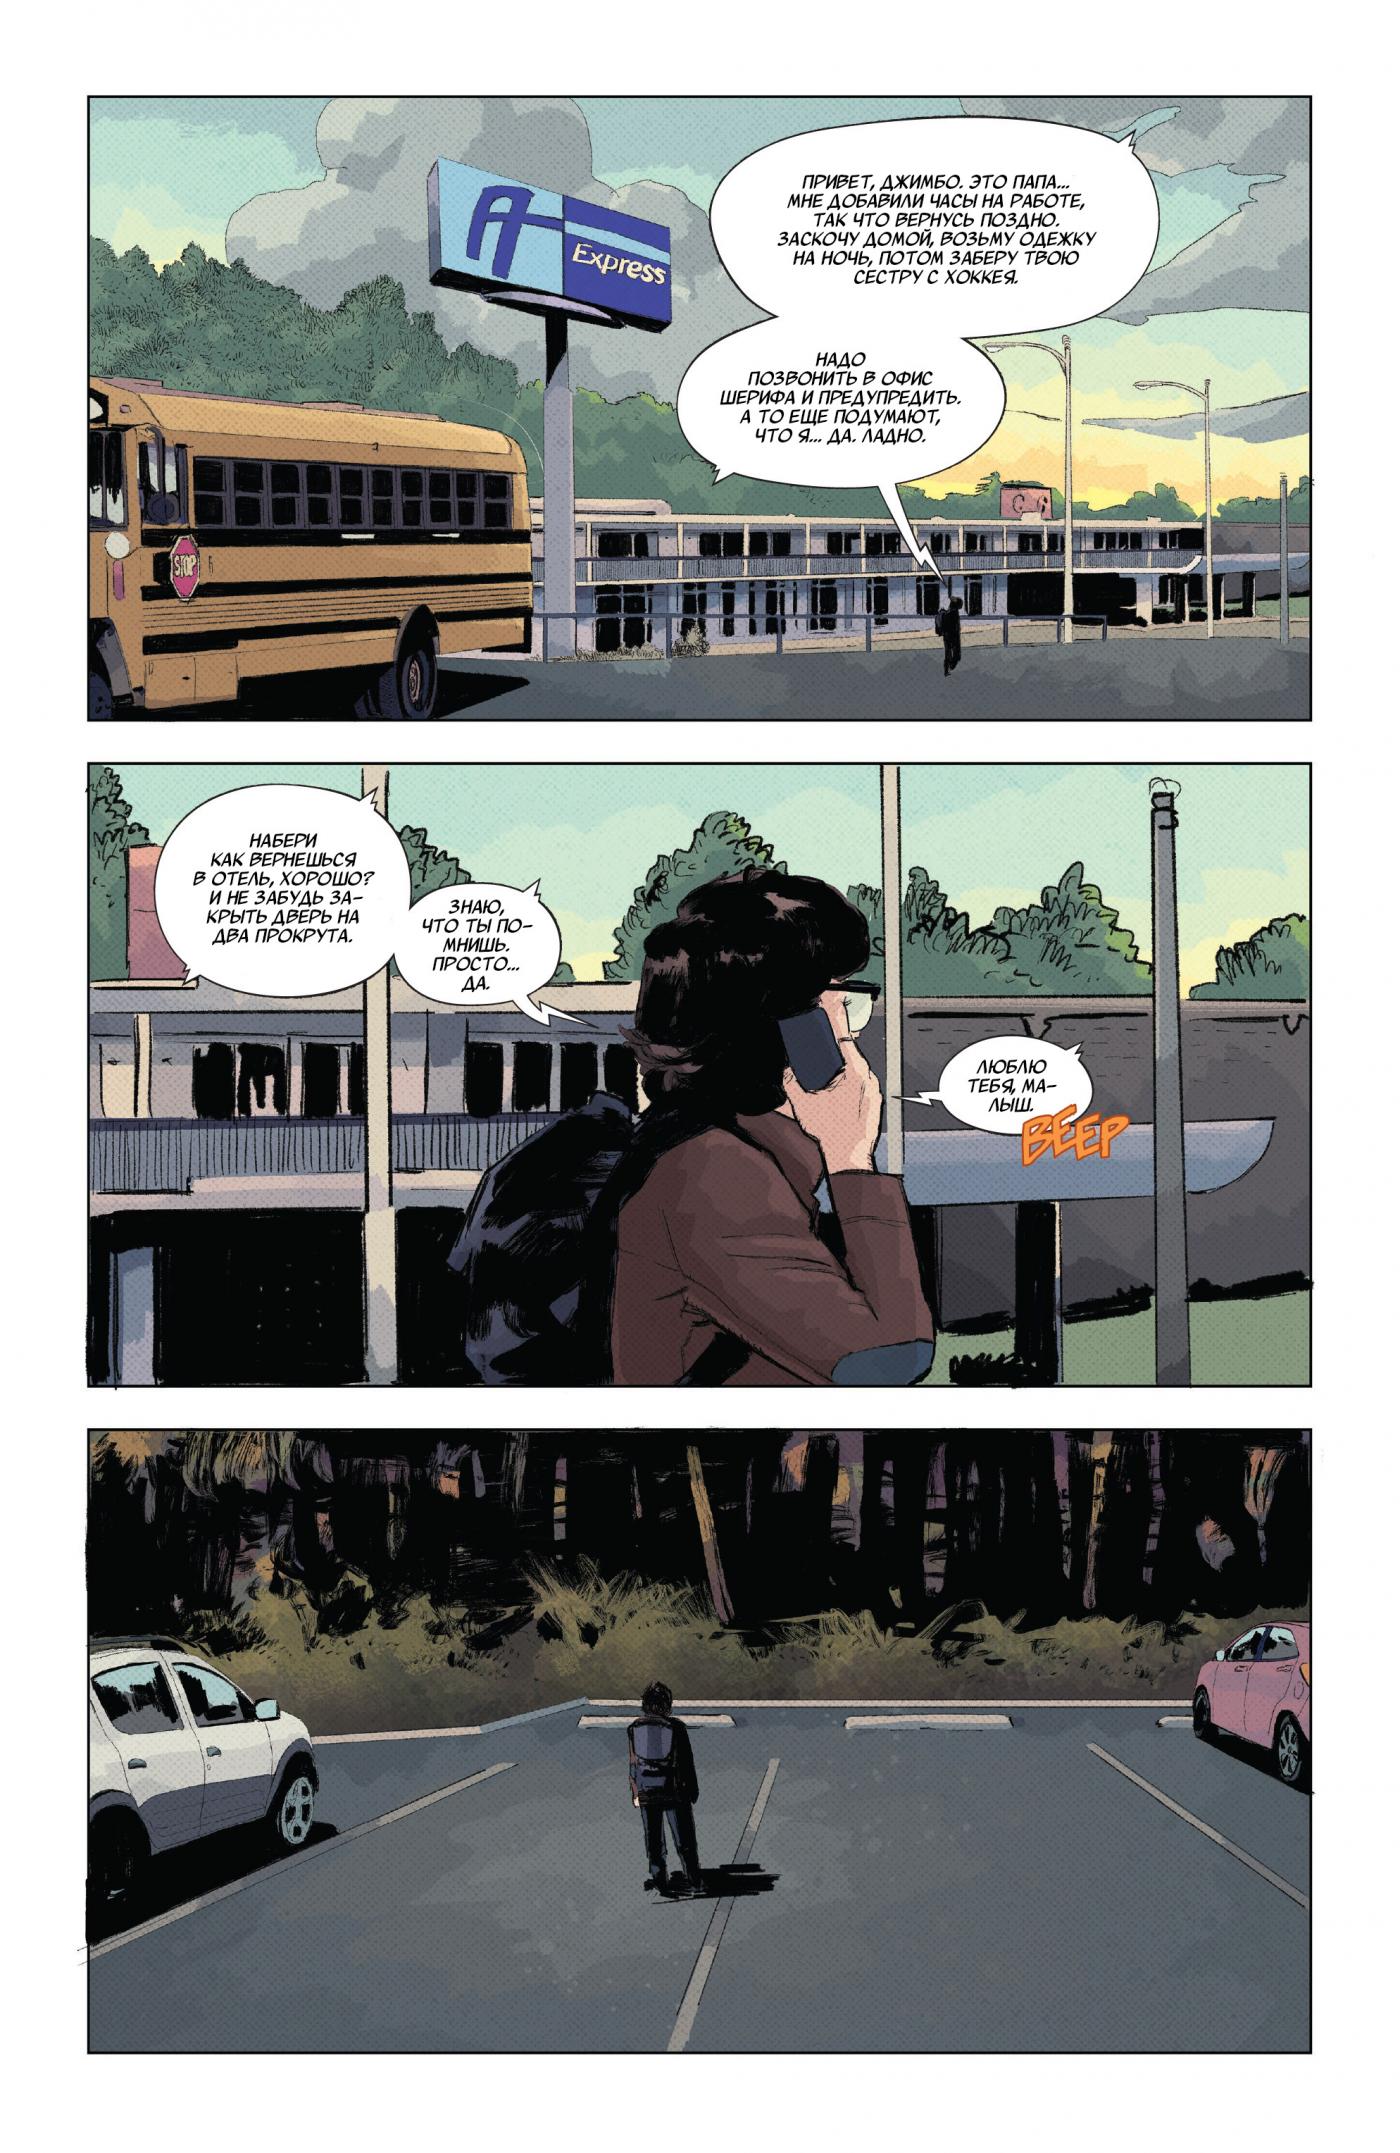 Express
STOP
ПРИВЕТ, ДЖИМБО. ЭТО ПАПА...
МНЕ ДОБАВИЛИ ЧАСЫ НА РАБОТЕ,
ТАК ЧТО ВЕРНУСЬ ПОЗДНО.
ЗАСКОЧУ ДОМОЙ, ВОЗЬМУ ОДЕЖКУ
НА НОЧЬ, ПОТОМ ЗАБЕРУ ТВОЮ
СЕСТРУ С ХОККЕЯ.
НАДО
ПОЗВОНИТЬ В ОФИС
ШЕРИФА И ПРЕДУПРЕДИТЬ.
А ТО ЕЩЕ ПОДУМАЮТ,
ЧТО Я... ДА. ЛАДНО.
НАБЕРИ
КАК ВЕРНЕШЬСЯ
В ОТЕЛЬ, ХОРОШО?
И НЕ ЗАБУДЬ ЗА-
КРЫТЬ ДВЕРЬ НА
ДВА ПРОКРУТА.
ЗНАЮ,
ЧТО ТЫ ПО-
МНИШЬ.
ПРОСТО...
ДА.
ЛЮБЛЮ
ТЕБЯ, МА-
ЛЫШ.
BEEP